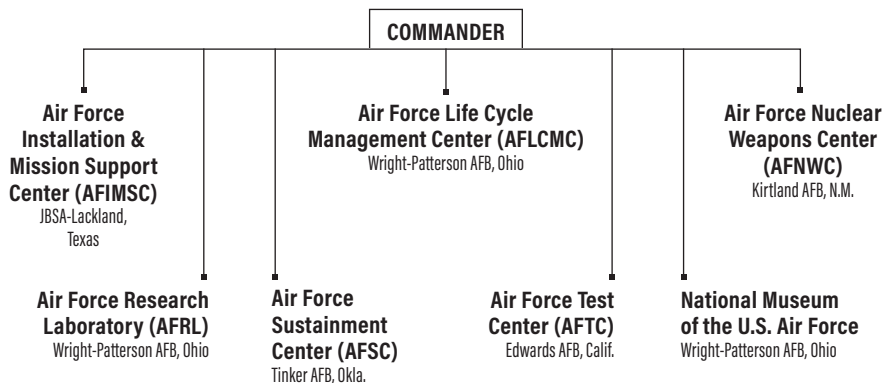 COMMANDER
Air Force
Installation &
Mission Support
Center (AFIMSC)
JBSA-Lackland,
Texas
Air Force Life Cycle
Management Center (AFLCMC)
Wright-Patterson AFB, Ohio
Air Force Nuclear
Weapons Center
(AFNWC)
Kirtland AFB, N.M.
Air Force Research
Laboratory (AFRL)
Wright-Patterson AFB, Ohio
Air Force
Sustainment
Center (AFSC)
Tinker AFB, Okla.
Air Force Test
Center (AFTC)
Edwards AFB, Calif.
National Museum
of the U.S. Air Force
Wright-Patterson AFB, Ohio